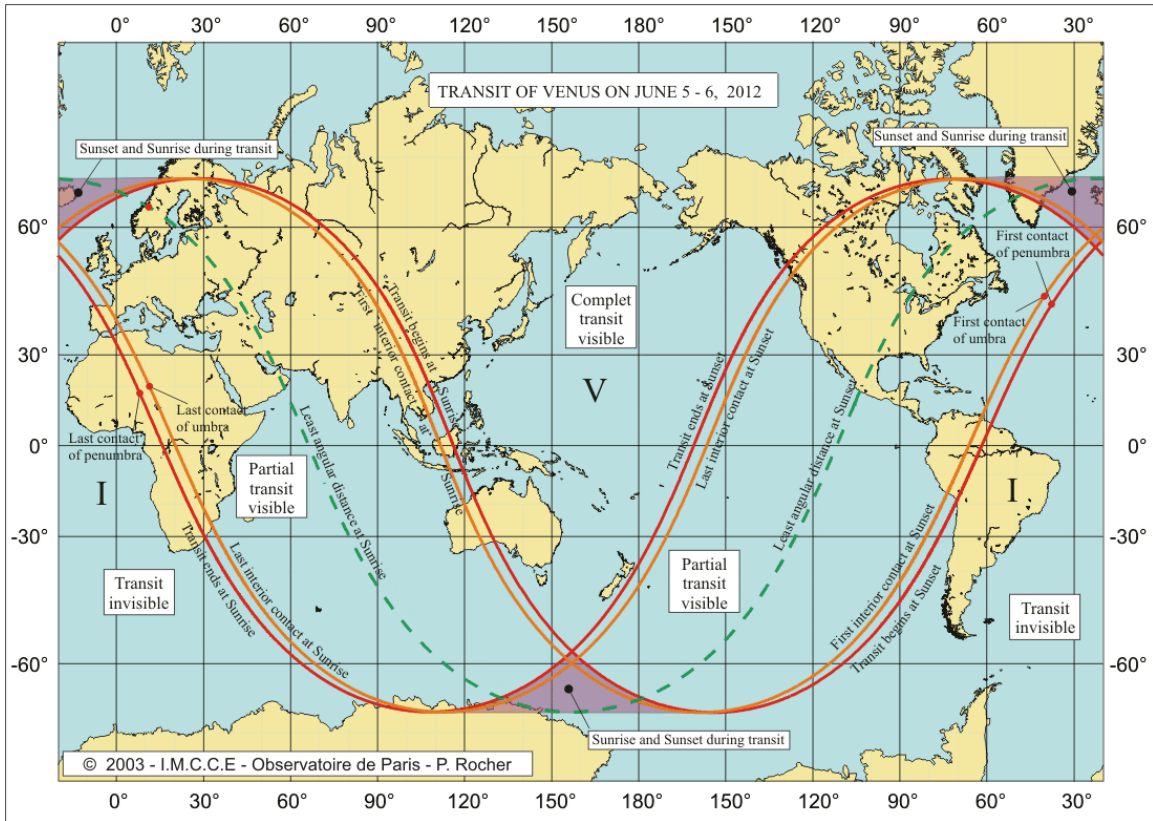 0° 30° 60° 90° 120° 150° 180° 150° 120° 90° 60° 30°
TRANSIT OF VENUS ON JUNE 5 - 6, 2012
Sunset and Sunrise during transit
Sunset and Sunrise during transit
60°
60°
First contact
of penumbra
Complet
transit
visible
First contact
of umbra
Transit begins at Sunrise
First interior contact at Sunrise
30°
30°
Transit ends at Sunset
Last interior contact at Sunset
V
Last contact
of umbra
Last contact
of penumbra
Least angular distance at Sunrise
Least angular distance at Sunset
0°
0°
I
Partial
transit
visible
I
-30°
-30°
Transit
invisible
Transit ends at Sunrise
Last interior contact at Sunrise
Partial
transit
visible
First interior contact at Sunset
Transit begins at Sunset
Transit
invisible
-60°
-60°
Sunrise and Sunset during transit
© 2003 - I.M.C.C.E - Observatoire de Paris - P. Rocher
0° 30° 60° 90° 120° 150° 180° 150° 120° 90° 60° 30°